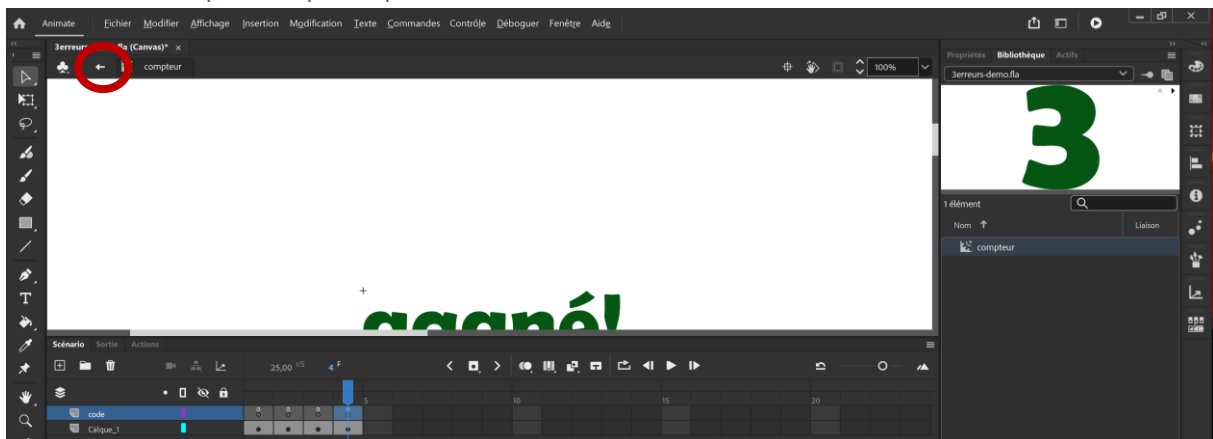 Animate Fichier Modifier Affichage Insertion Modification Texte Commandes Contrôle Déboguer Fenêtre Aide
3erreurs fla (Canvas)* ×
compteur 100%
Propriétés Bibliothèque Actifs
3erreurs-demo.fla
3
1 élément
Nom Liaison
compteur
gagné!
Scénario Sortie Actions
25,00 I/S 4 F
5 10 15 20
code
Calque_1